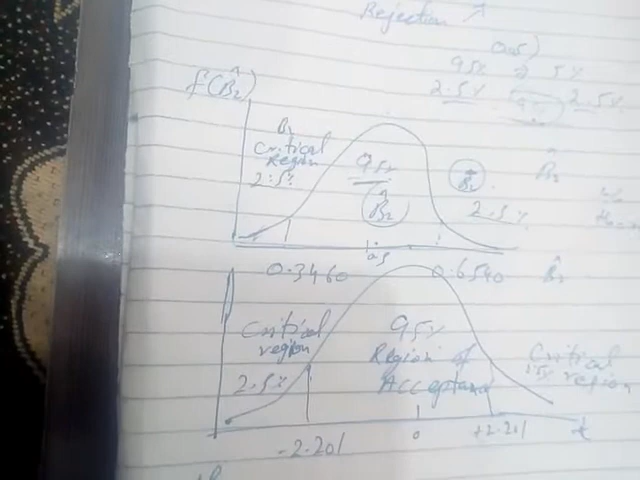 Rejection
95% 5%
2.5% 2.5%
f(B̂₂)
B₂
Critical
Region
2.5%
95%
B̂₂
B̂₂
2.5%
0.5
0.3460 0.6540 B̂₂
Critical
region
2.5%
95%
Region of
Acceptance
Critical
region
-2.201 0 +2.201 t